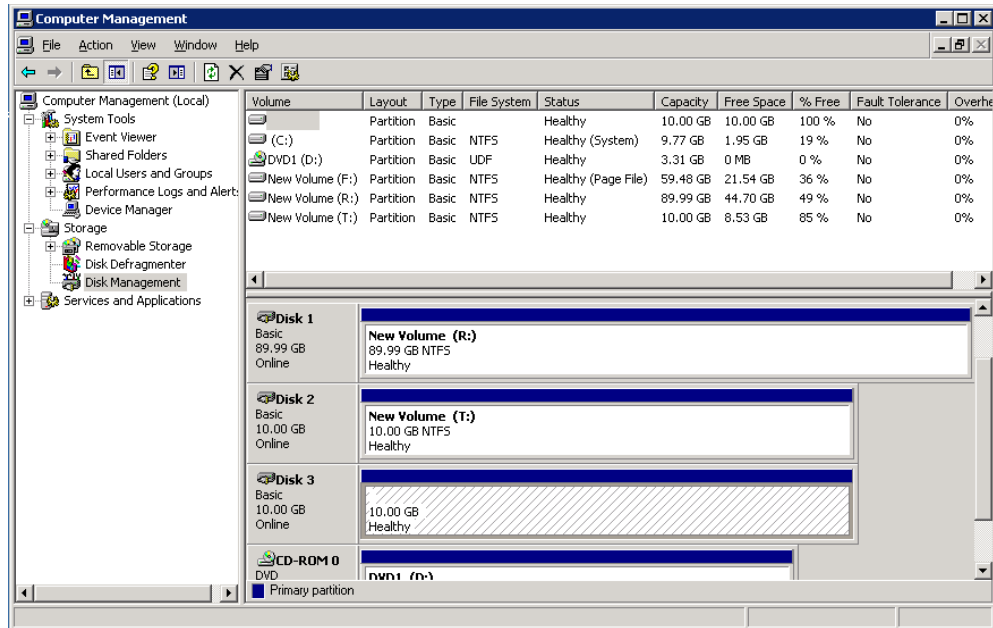 Computer Management
File Action View Window Help
Computer Management (Local)
System Tools
Event Viewer
Shared Folders
Local Users and Groups
Performance Logs and Alert:
Device Manager
Storage
Removable Storage
Disk Defragmenter
Disk Management
Services and Applications
Volume Layout Type File System Status Capacity Free Space % Free Fault Tolerance Overhe
Partition Basic Healthy 10.00 GB 10.00 GB 100 % No 0%
(C:) Partition Basic NTFS Healthy (System) 9.77 GB 1.95 GB 19 % No 0%
DVD1 (D:) Partition Basic UDF Healthy 3.31 GB 0 MB 0 % No 0%
New Volume (F:) Partition Basic NTFS Healthy (Page File) 59.48 GB 21.54 GB 36 % No 0%
New Volume (R:) Partition Basic NTFS Healthy 89.99 GB 44.70 GB 49 % No 0%
New Volume (T:) Partition Basic NTFS Healthy 10.00 GB 8.53 GB 85 % No 0%
Disk 1
Basic
89.99 GB
Online
New Volume (R:)
89.99 GB NTFS
Healthy
Disk 2
Basic
10.00 GB
Online
New Volume (T:)
10.00 GB NTFS
Healthy
Disk 3
Basic
10.00 GB
Online
10.00 GB
Healthy
CD-ROM 0
DVD
DVD1 (D:)
Primary partition